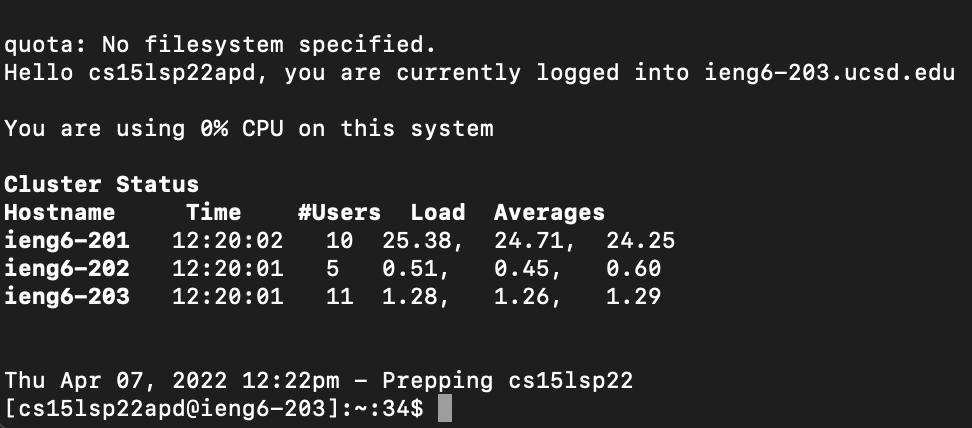 quota: No filesystem specified.
Hello cs15lsp22apd, you are currently logged into ieng6-203.ucsd.edu
You are using 0% CPU on this system
Cluster Status
Hostname Time #Users Load Averages
ieng6-201 12:20:02 10 25.38, 24.71, 24.25
ieng6-202 12:20:01 5 0.51, 0.45, 0.60
ieng6-203 12:20:01 11 1.28, 1.26, 1.29
Thu Apr 07, 2022 12:22pm - Prepping cs15lsp22
[cs15lsp22apd@ieng6-203]:~:34$